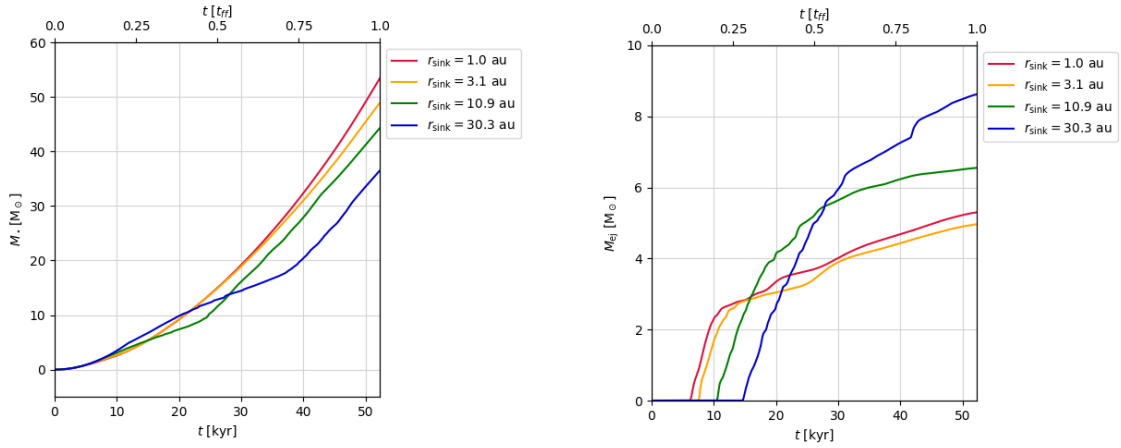 t [t_ff]
0.0 0.25 0.5 0.75 1.0
60
50
40
30
20
10
0
M⋆ [M⊙]
0 10 20 30 40 50
t [kyr]
r_sink = 1.0 au
r_sink = 3.1 au
r_sink = 10.9 au
r_sink = 30.3 au
t [t_ff]
0.0 0.25 0.5 0.75 1.0
10
8
6
4
2
0
M_ej [M⊙]
0 10 20 30 40 50
t [kyr]
r_sink = 1.0 au
r_sink = 3.1 au
r_sink = 10.9 au
r_sink = 30.3 au